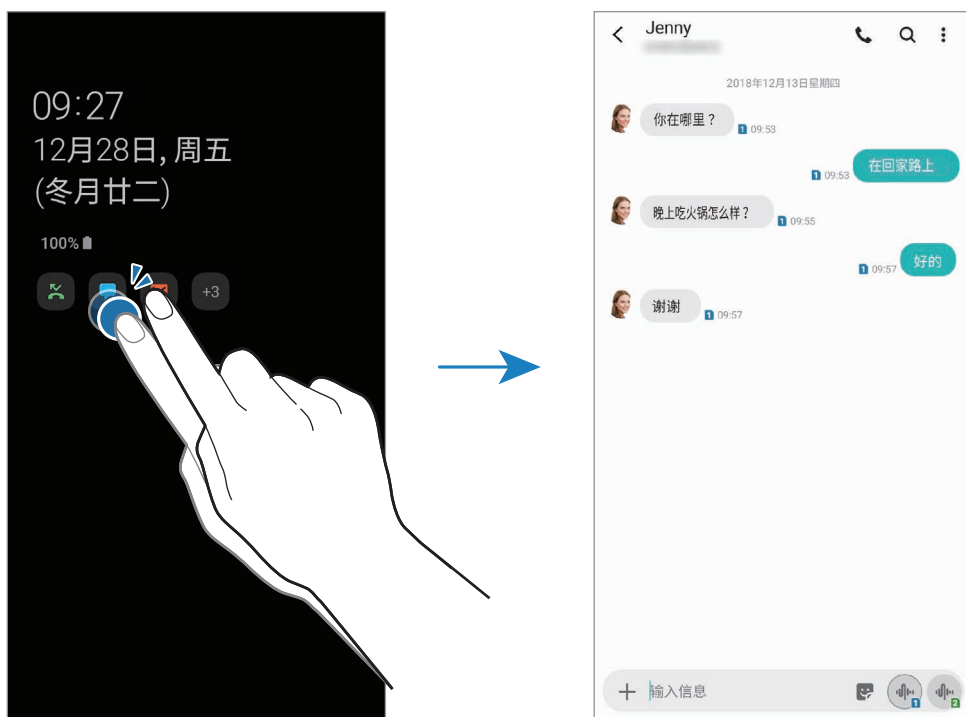 09:27
12月28日, 周五
(冬月廿二)
100%
+3
Jenny
2018年12月13日星期四
你在哪里？
1 09:53
在回家路上
1 09:53
晚上吃火锅怎么样？
1 09:55
好的
1 09:57
谢谢
1 09:57
输入信息
1
2